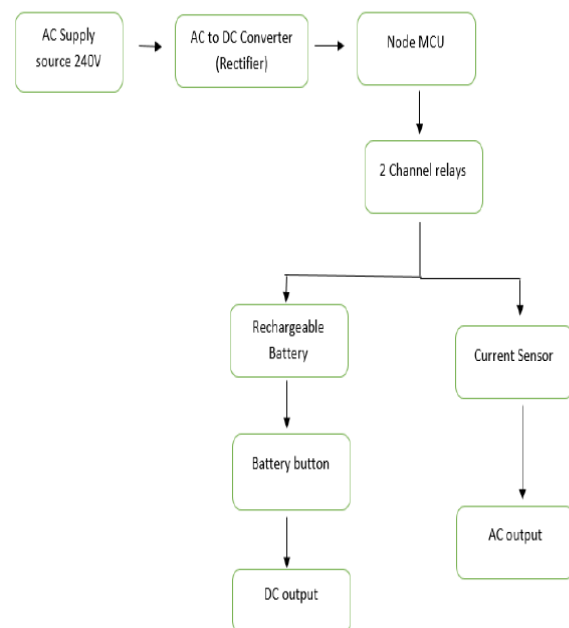 AC Supply
source 240V
AC to DC Converter
(Rectifier)
Node MCU
2 Channel relays
Rechargeable
Battery
Current Sensor
Battery button
AC output
DC output